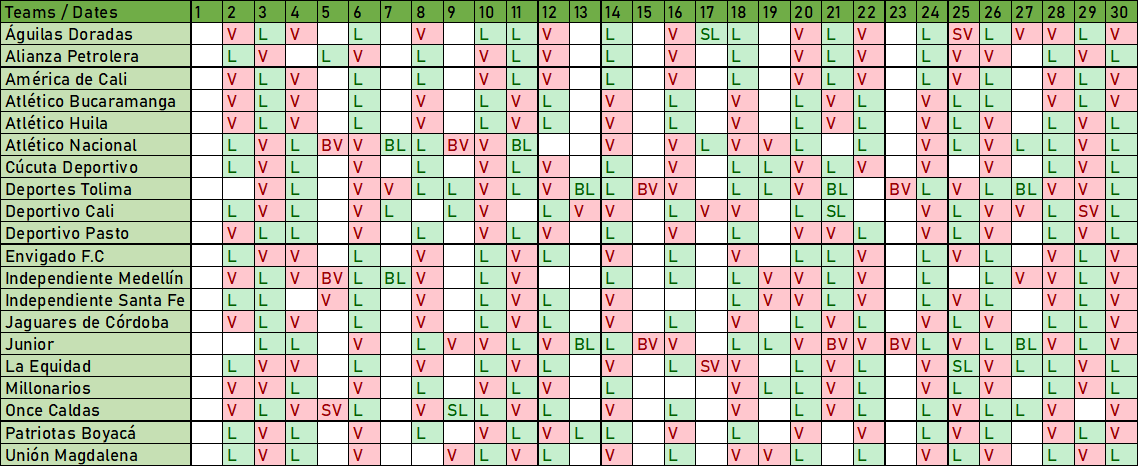 Teams / Dates 1 2 3 4 5 6 7 8 9 10 11 12 13 14 15 16 17 18 19 20 21 22 23 24 25 26 27 28 29 30
Águilas Doradas V L V L V L L V L V SL L V L V L SV L V V L V
Alianza Petrolera L V L V L V L V L V L V L V L V V V L V L
América de Cali V L V L L V L V L V L V L V L V L L V L
Atlético Bucaramanga V L V L V L V L V L V L V L V L V L V L
Atlético Huila V L V L V L V L V L V L V L V L V L V L
Atlético Nacional L V L BV V BL L BV V BL V V L V V L L V L V L L V L
Cúcuta Deportivo L V L V L V L V L V L L V L V V V L V L
Deportes Tolima V L V V L L V L V BL L BV V L L V BL BV L V L BL V V L
Deportivo Cali L V L V L L V L V V L V V L SL V L V V L SV L
Deportivo Pasto V L L V L V L V L V L V V L V L V L V L
Envigado F.C L V V L V L V L V L V L L V L V L V L V
Independiente Medellín V L V BV L BL V L V L L L V V L V L L V V L V
Independiente Santa Fe L L V L V L V L V L V V L V L V L V L V
Jaguares de Córdoba V L V L V L V L V L V L V L V L V L L V
Junior L L V L V V L V BL L BV V L L V BV V BV L V L BL V L V
La Equidad L V L V L V L V L V L SV V L V L V SL V L L V L
Millonarios V V L V L V L V L V L L V L V L V L V L
Once Caldas V L V SV L V SL L V L V L V L V L L V L L V V
Patriotas Boyacá L V L V L V L V L L V L V V L V L V L V
Unión Magdalena L V L V V L V L V L V V L V L V L V L V